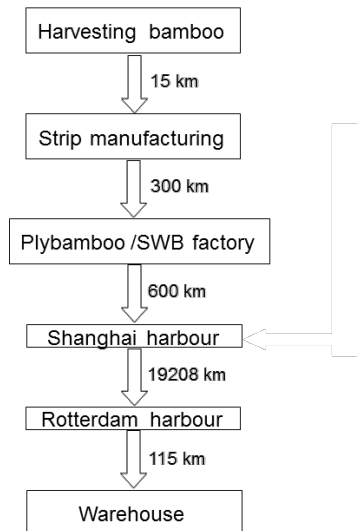 Harvesting bamboo
15 km
Strip manufacturing
300 km
Plybamboo /SWB factory
600 km
Shanghai harbour
19208 km
Rotterdam harbour
115 km
Warehouse